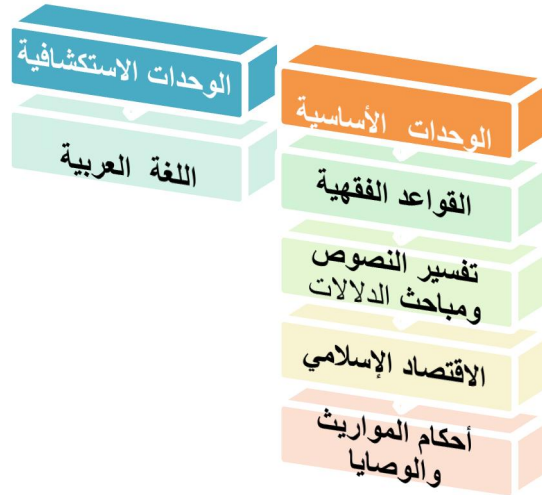 الوحدات الأساسية
القواعد الفقهية
تفسير النصوص
ومباحث الدلالات
الاقتصاد الإسلامي
أحكام المواريث
والوصايا
الوحدات الاستكشافية
اللغة العربية